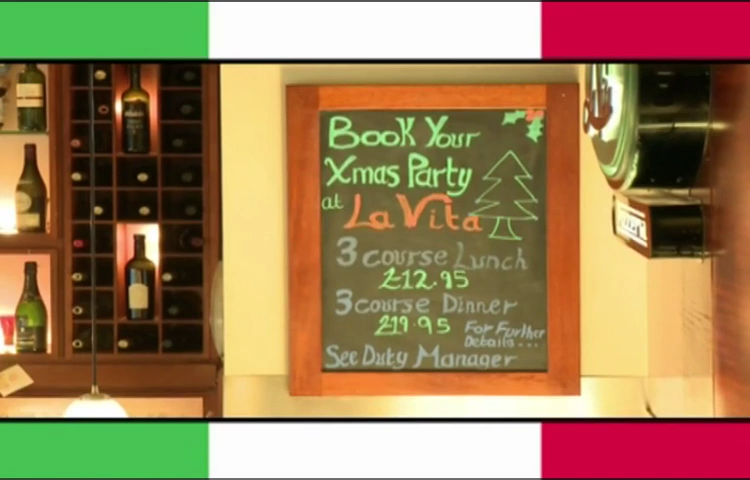 Book Your
Xmas Party
at La Vita
3 course Lunch
£12.95
3 course Dinner
£19.95
For Further
Details...
See Duty Manager